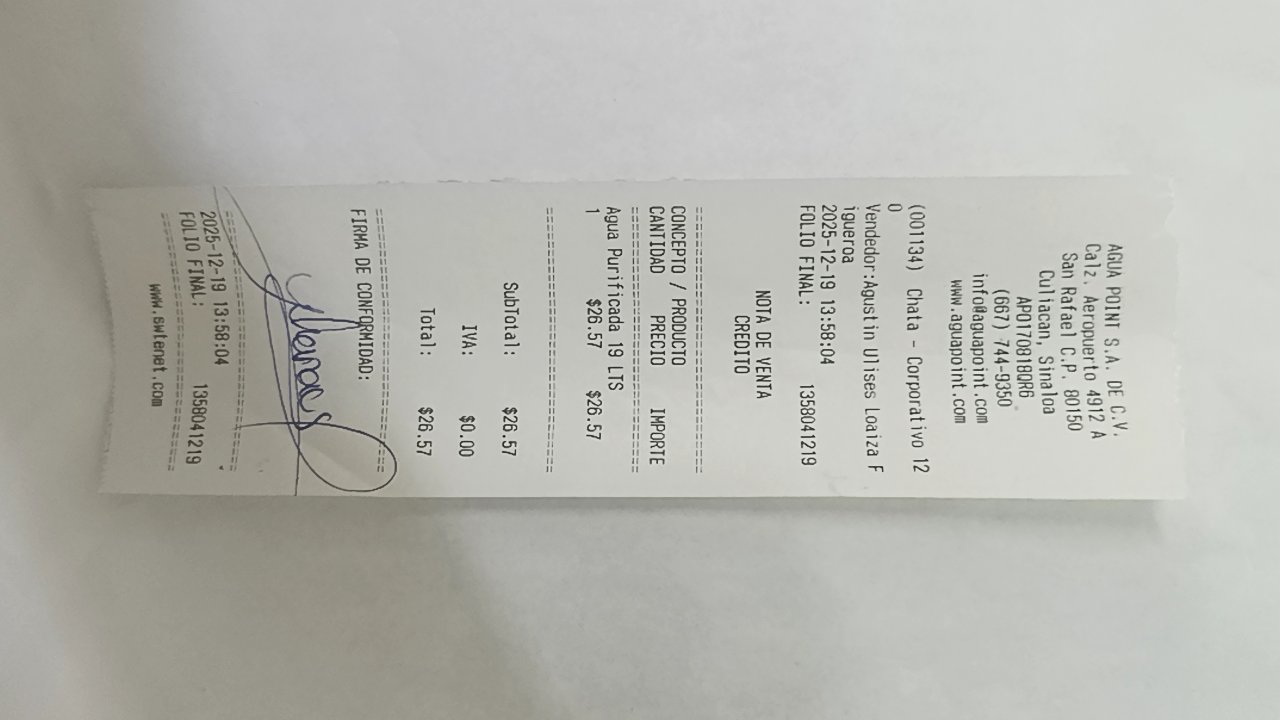 AGUA POINT S.A. DE C.V.
Calz. Aeropuerto 4912 A
San Rafael C.P. 80150
Culiacan, Sinaloa
APO170818QR6
(667) 744-9350
info@aguapoint.com
www.aguapoint.com
(001134) Chata - Corporativo 12
0
Vendedor:Agustin Ulises Loaiza F
igueroa
2025-12-19 13:58:04
FOLIO FINAL: 1358041219
NOTA DE VENTA
CREDITO
CONCEPTO / PRODUCTO
CANTIDAD PRECIO IMPORTE
Agua Purificada 19 LTS
1 $26.57 $26.57
SubTotal: $26.57
IVA: $0.00
Total: $26.57
FIRMA DE CONFORMIDAD:
2025-12-19 13:58:04
FOLIO FINAL: 1358041219
www.swtenet.com